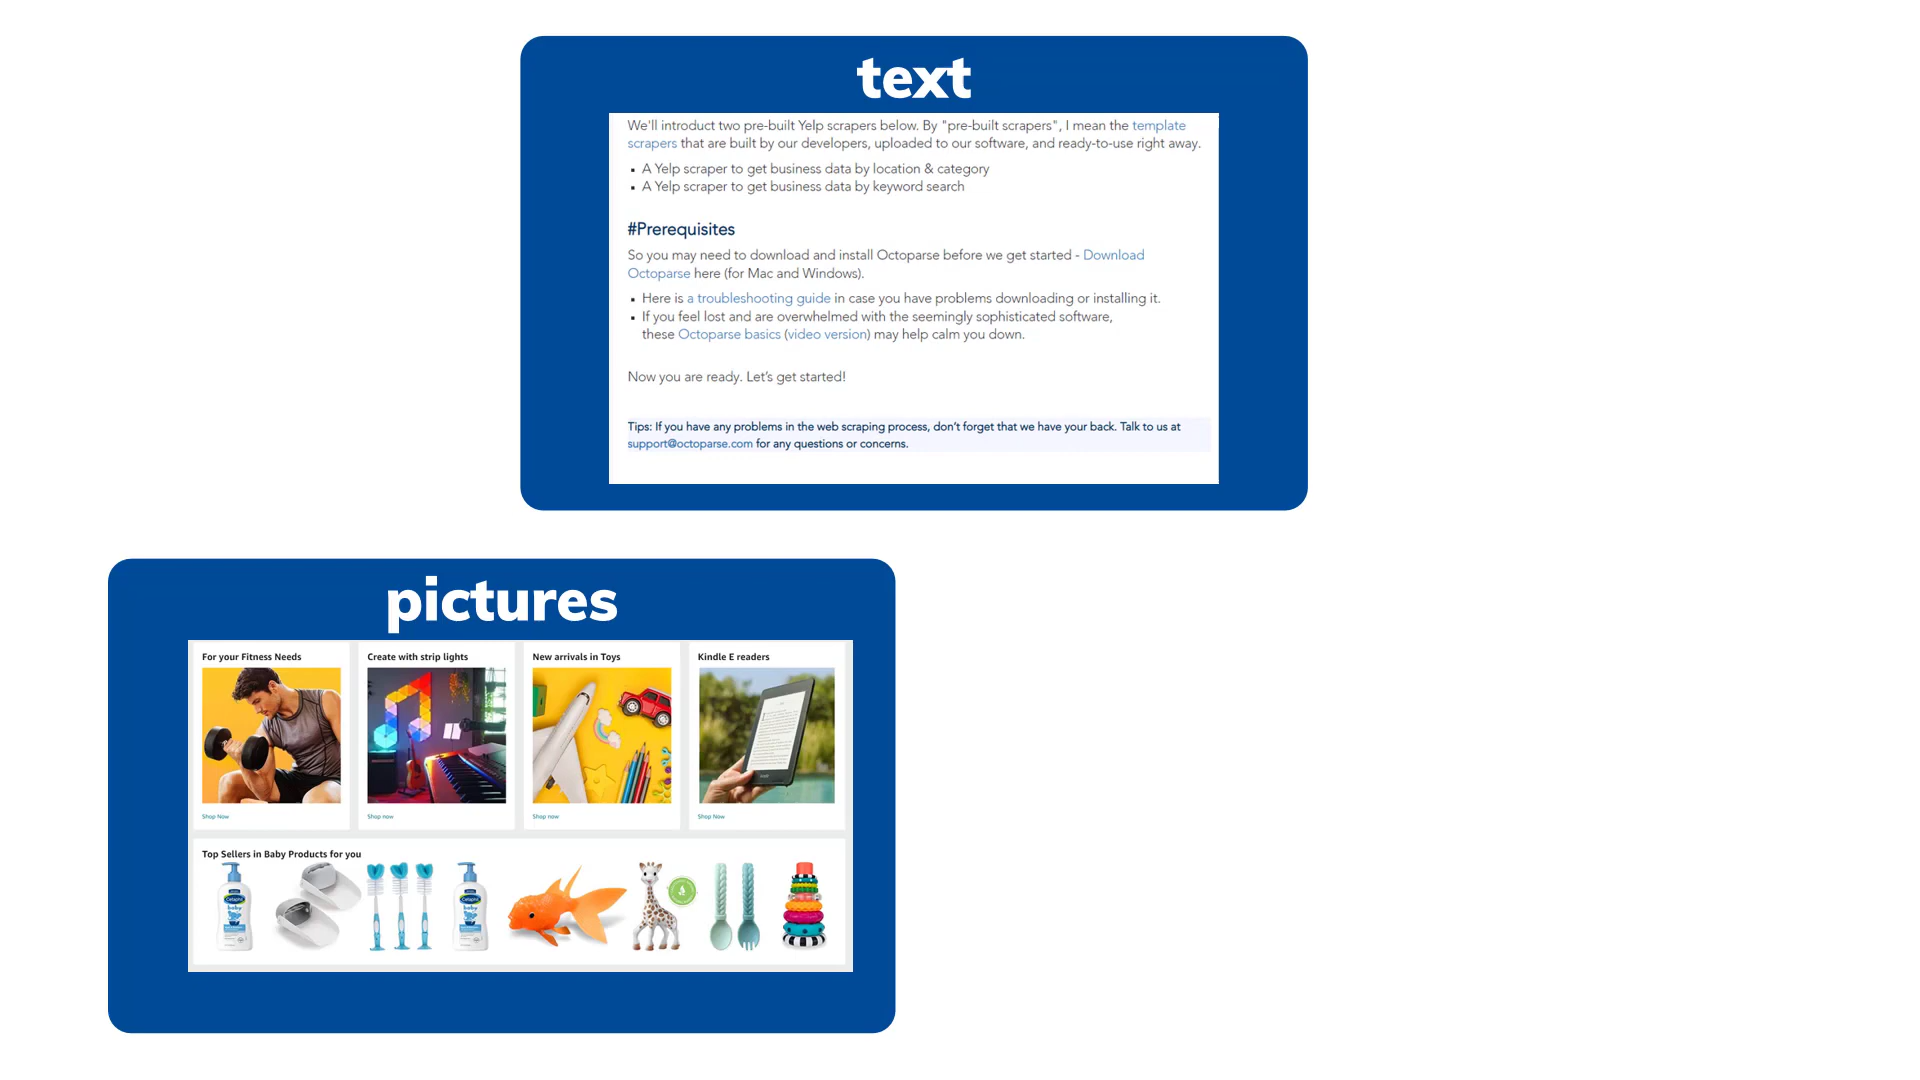 text
We'll introduct two pre-built Yelp scrapers below. By "pre-built scrapers", I mean the template
scrapers that are built by our developers, uploaded to our software, and ready-to-use right away.
▪ A Yelp scraper to get business data by location & category
▪ A Yelp scraper to get business data by keyword search
#Prerequisites
So you may need to download and install Octoparse before we get started - Download
Octoparse here (for Mac and Windows).
▪ Here is a troubleshooting guide in case you have problems downloading or installing it.
▪ If you feel lost and are overwhelmed with the seemingly sophisticated software,
these Octoparse basics (video version) may help calm you down.
Now you are ready. Let’s get started!
Tips: If you have any problems in the web scraping process, don’t forget that we have your back. Talk to us at
support@octoparse.com for any questions or concerns.
pictures
For your Fitness Needs
Create with strip lights
New arrivals in Toys
Kindle E readers
Shop Now
Shop now
Shop now
Shop Now
Top Sellers in Baby Products for you
Cetaphil
baby
Cetaphil
baby